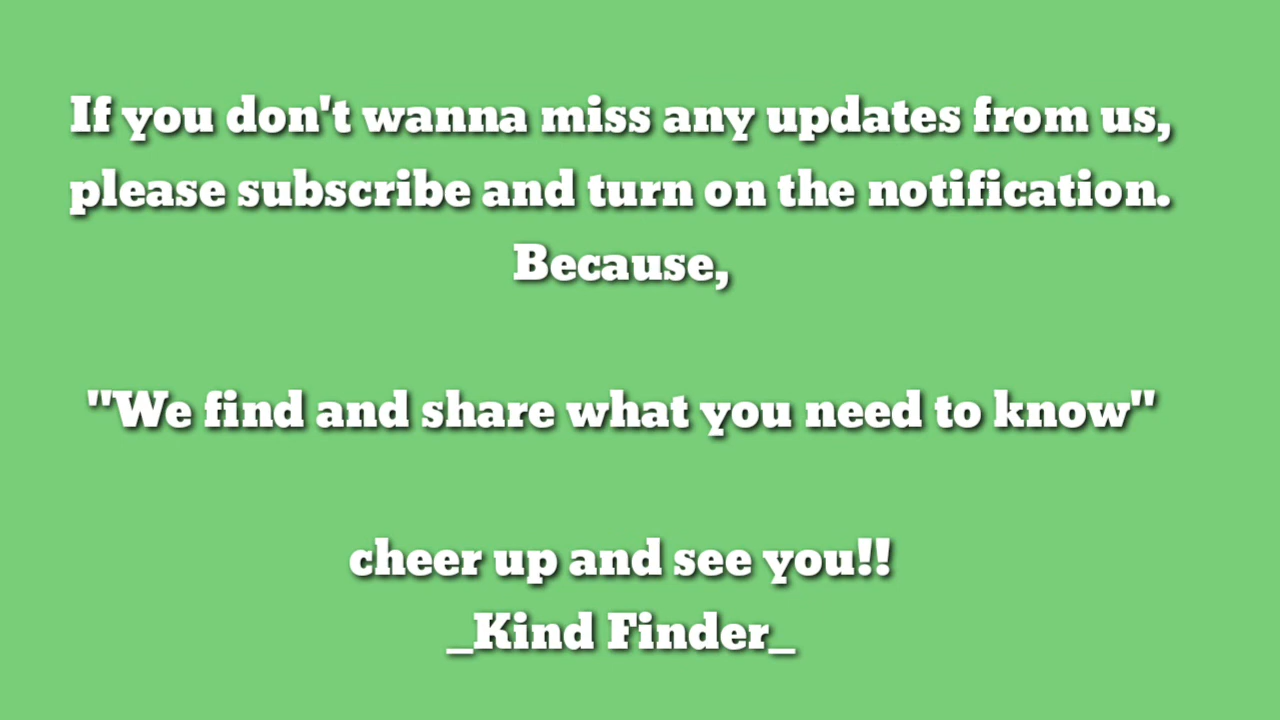 If you don't wanna miss any updates from us,
please subscribe and turn on the notification.
Because,
"We find and share what you need to know"
cheer up and see you!!
_Kind Finder_